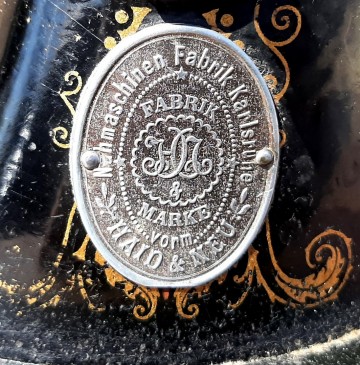 Nähmaschinen Fabrik Karlsruhe
FABRIK
&
MARKE
vorm.
HAID & NEU